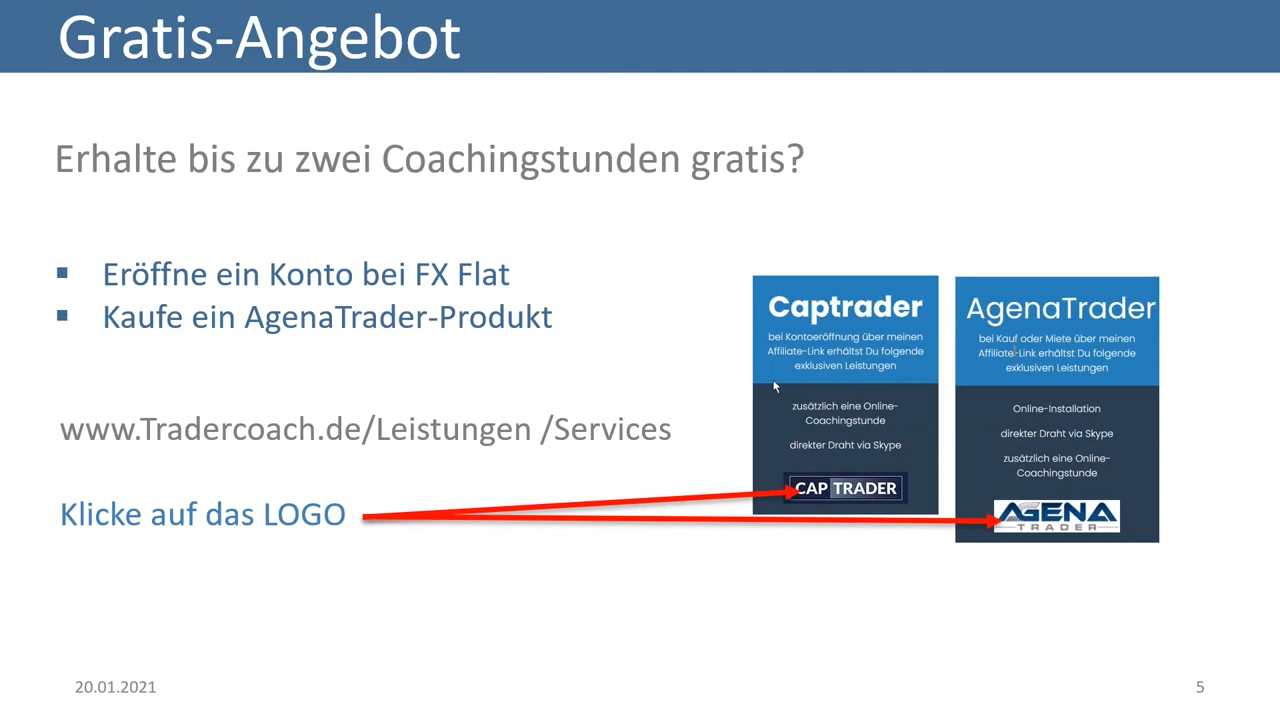 Gratis-Angebot
Erhalte bis zu zwei Coachingstunden gratis?
▪ Eröffne ein Konto bei FX Flat
▪ Kaufe ein AgenaTrader-Produkt
www.Tradercoach.de/Leistungen /Services
Klicke auf das LOGO
Captrader
bei Kontoeröffnung über meinen
Affiliate-Link erhältst Du folgende
exklusiven Leistungen
zusätzlich eine Online-
Coachingstunde
direkter Draht via Skype
CAP TRADER
AgenaTrader
bei Kauf oder Miete über meinen
Affiliate-Link erhältst Du folgende
exklusiven Leistungen
Online-Installation
direkter Draht via Skype
zusätzlich eine Online-
Coachingstunde
AGENA
TRADER
20.01.2021
5